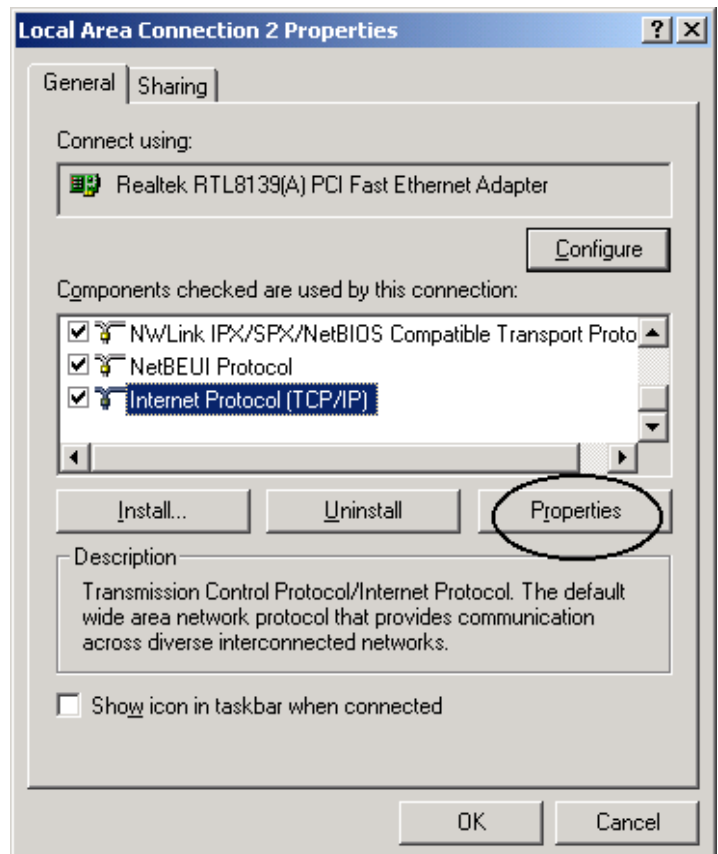 Local Area Connection 2 Properties
General
Sharing
Connect using:
Realtek RTL8139(A) PCI Fast Ethernet Adapter
Configure
Components checked are used by this connection:
NWLink IPX/SPX/NetBIOS Compatible Transport Proto
NetBEUI Protocol
Internet Protocol (TCP/IP)
Install...
Uninstall
Properties
Description
Transmission Control Protocol/Internet Protocol. The default
wide area network protocol that provides communication
across diverse interconnected networks.
Show icon in taskbar when connected
OK
Cancel